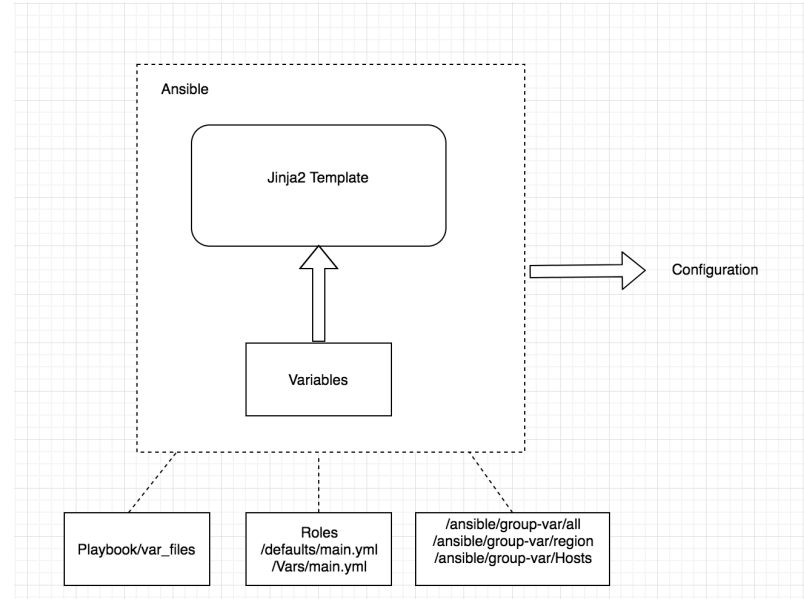 Ansible
Jinja2 Template
Configuration
Variables
Playbook/var_files
Roles
/defaults/main.yml
/Vars/main.yml
/ansible/group-var/all
/ansible/group-var/region
/ansible/group-var/Hosts